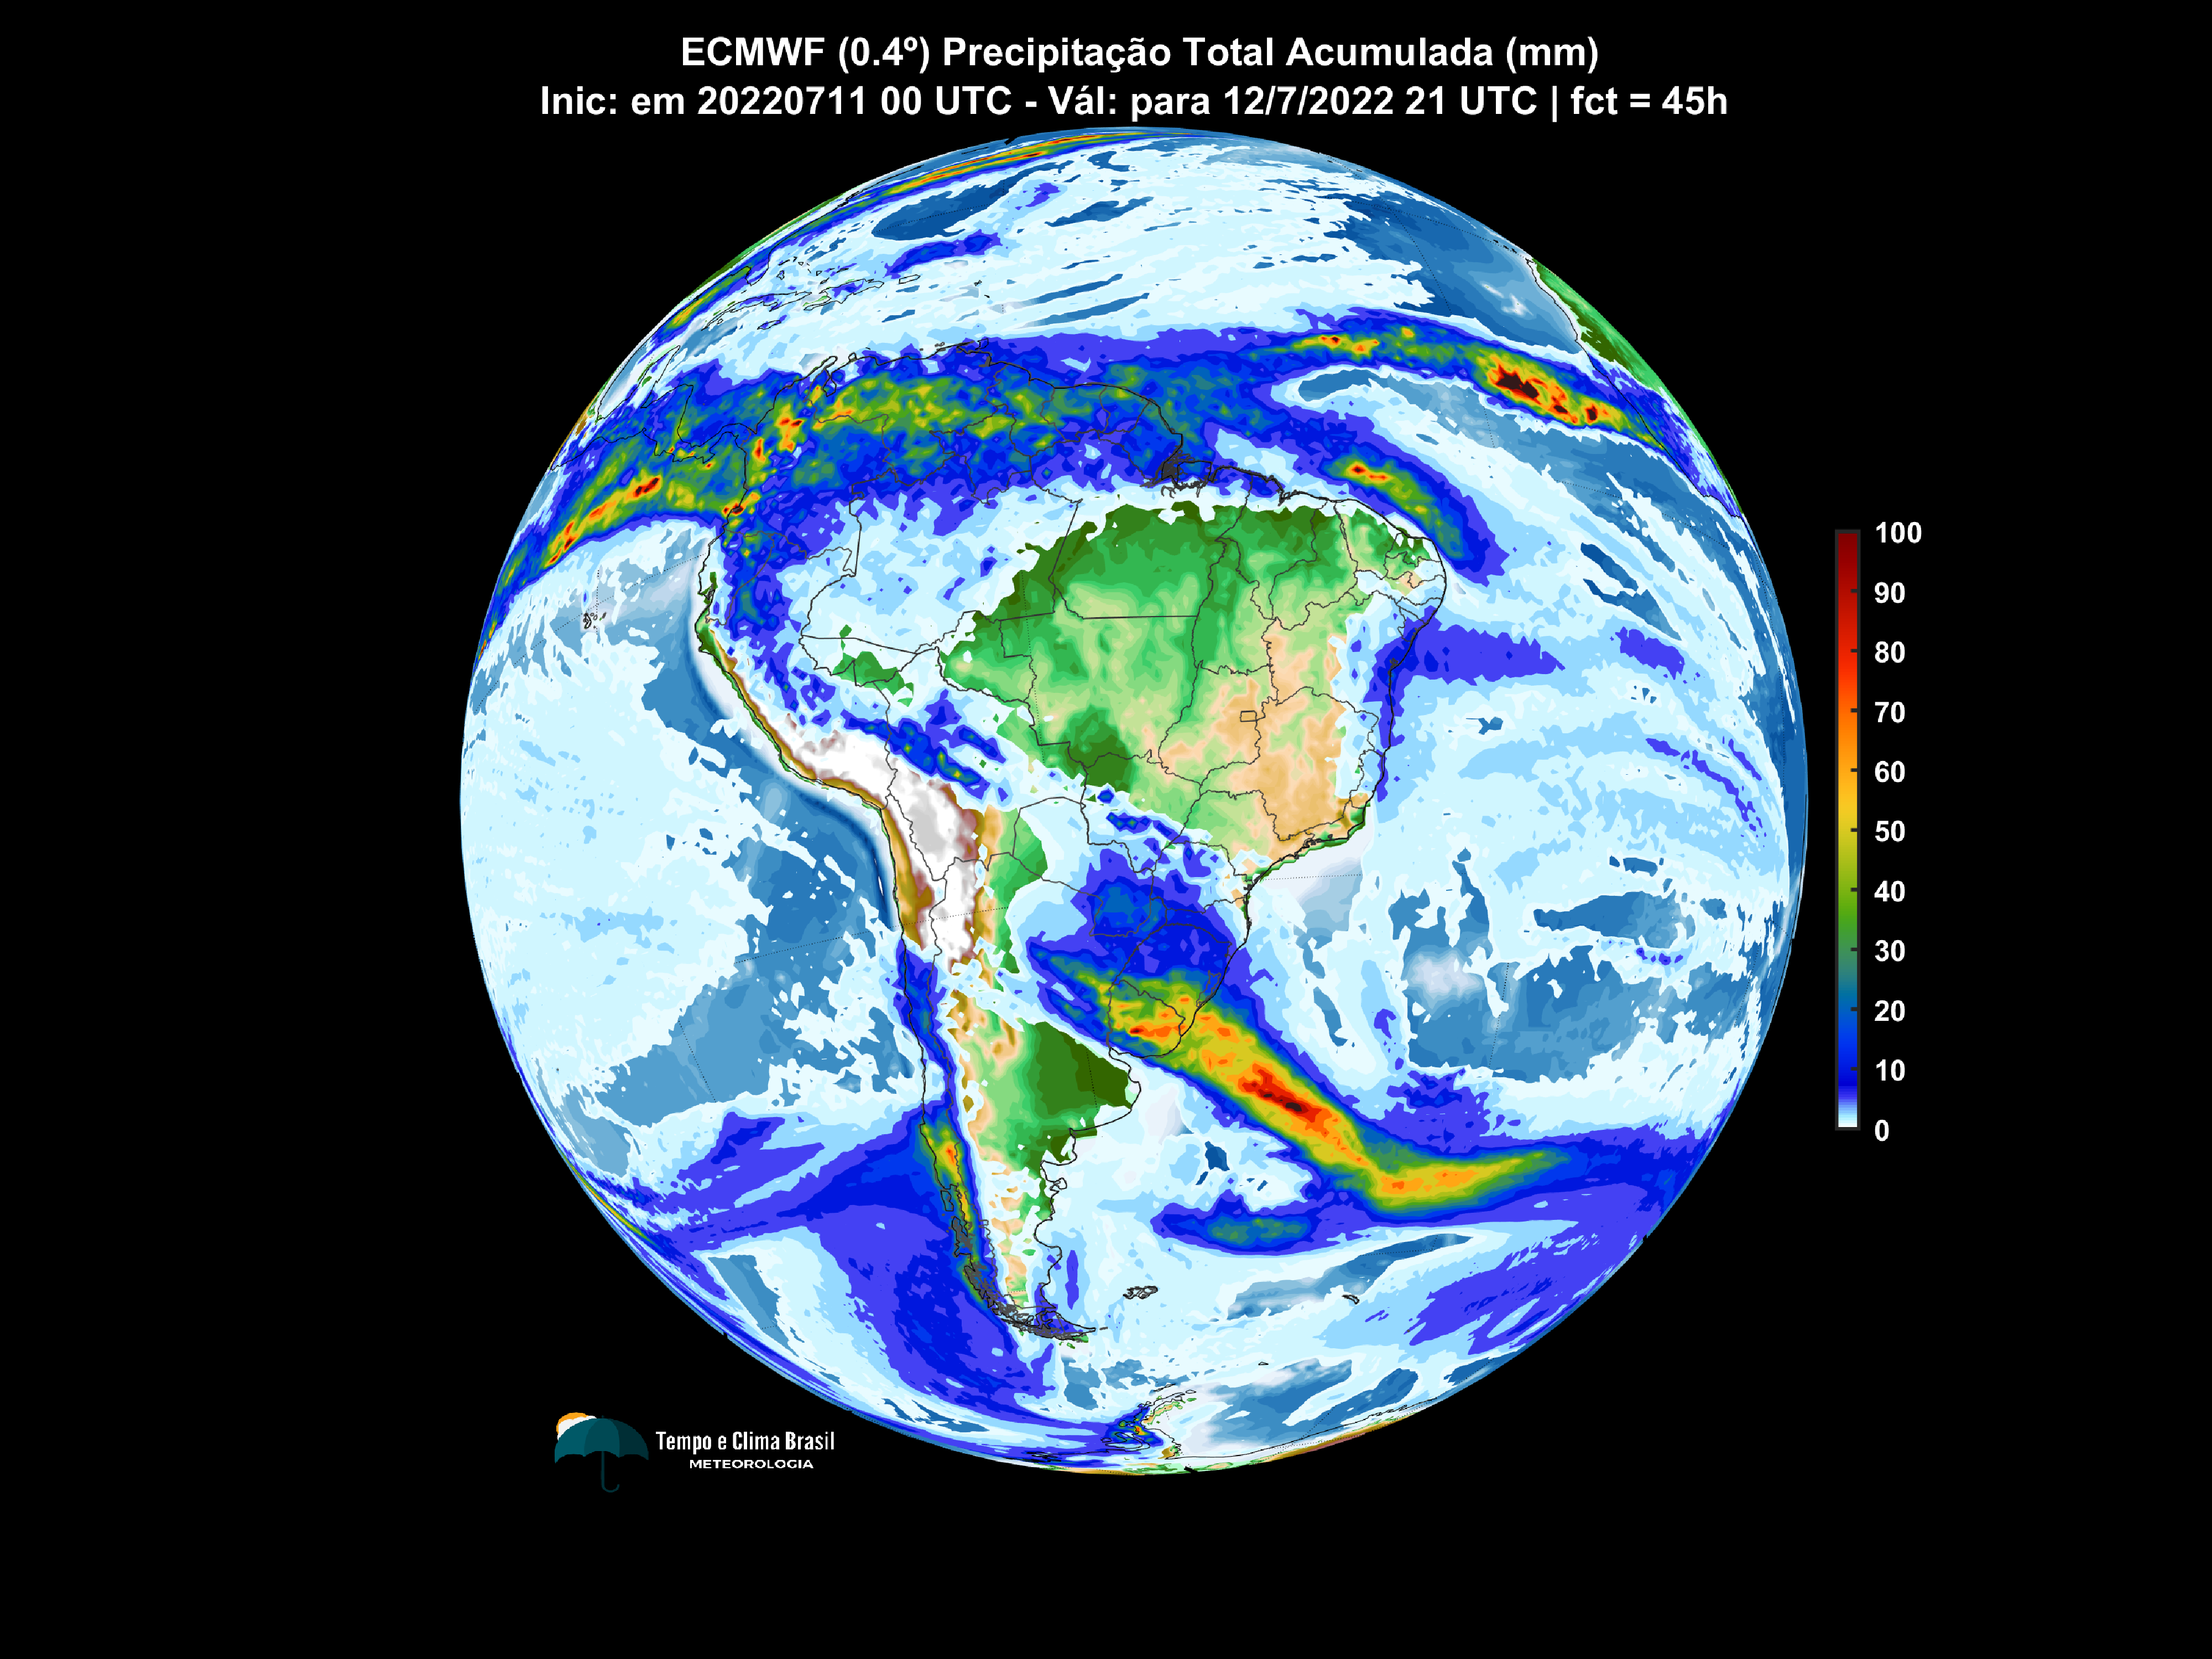 ECMWF (0.4º) Precipitação Total Acumulada (mm)
Inic: em 20220711 00 UTC - Vál: para 12/7/2022 21 UTC | fct = 45h
100
90
80
70
60
50
40
30
20
10
0
Tempo e Clima Brasil
METEOROLOGIA